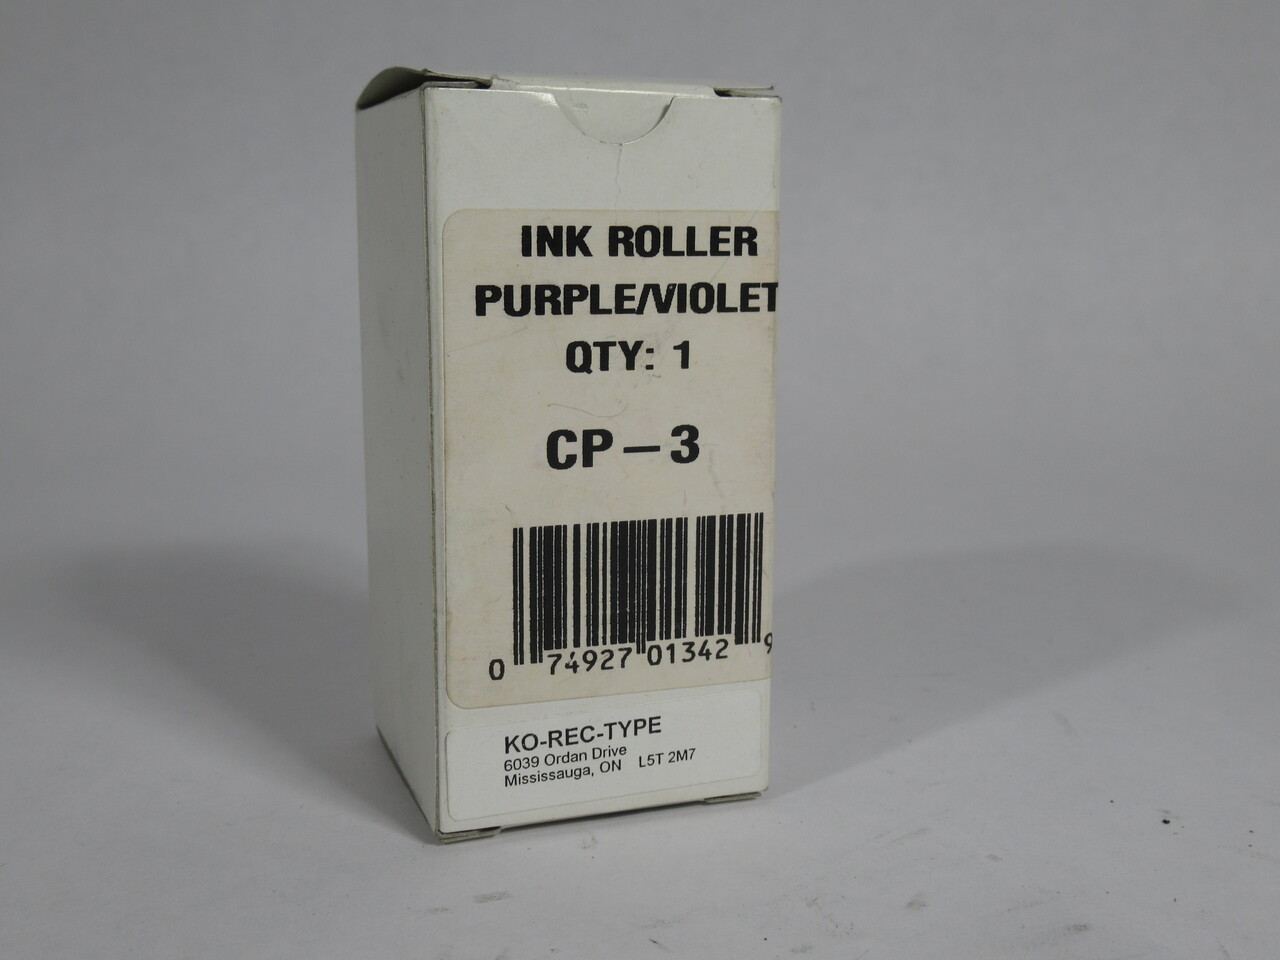 INK ROLLER
PURPLE/VIOLET
QTY: 1
CP-3
0 74927 01342 9
KO-REC-TYPE
6039 Ordan Drive
Mississauga, ON L5T 2M7